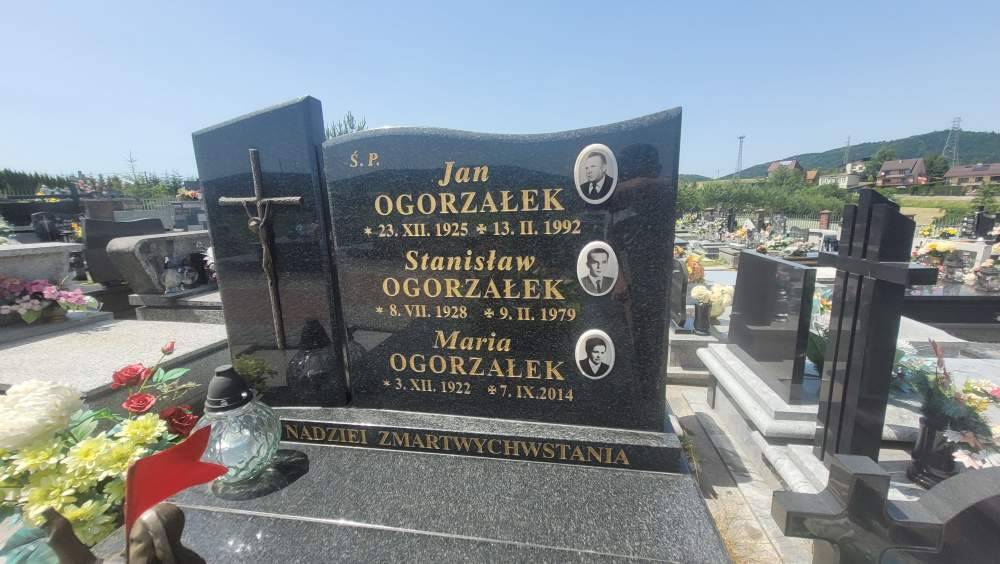 Ś. P.
Jan
OGORZAŁEK
* 23. XII. 1925 ✝ 13. II. 1992
Stanisław
OGORZAŁEK
* 8. VII. 1928 ✝ 9. II. 1979
Maria
OGORZAŁEK
* 3. XII. 1922 ✝ 7. IX. 2014
NADZIEI ZMARTWYCHWSTANIA